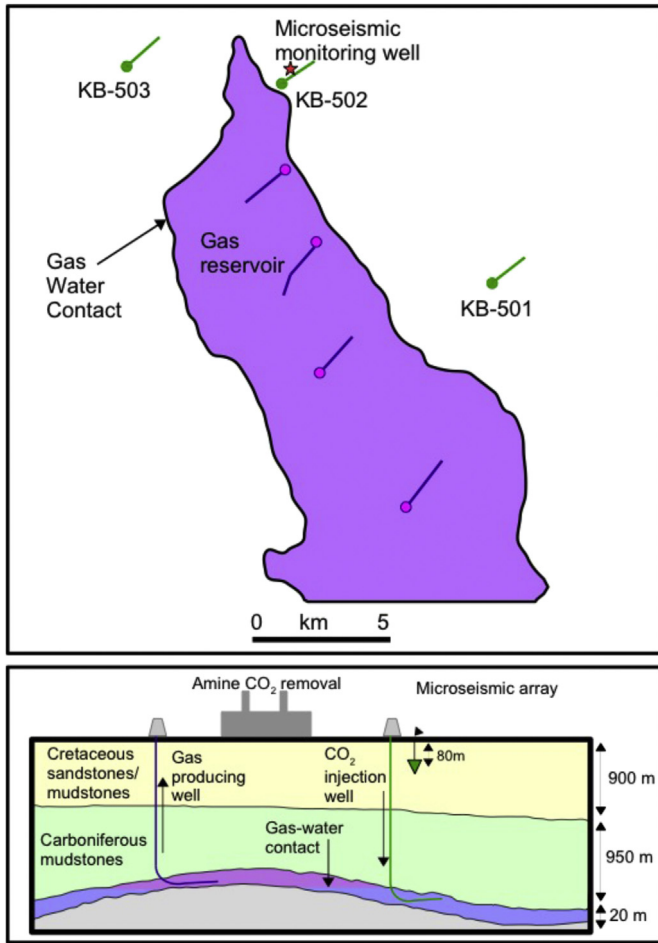 Microseismic
monitoring well
KB-503
KB-502
Gas
reservoir
Gas
Water
Contact
KB-501
0 km 5
Amine CO₂ removal
Microseismic array
Cretaceous
sandstones/
mudstones
Gas
producing
well
CO₂
injection
well
80m
900 m
Carboniferous
mudstones
Gas-water
contact
950 m
20 m